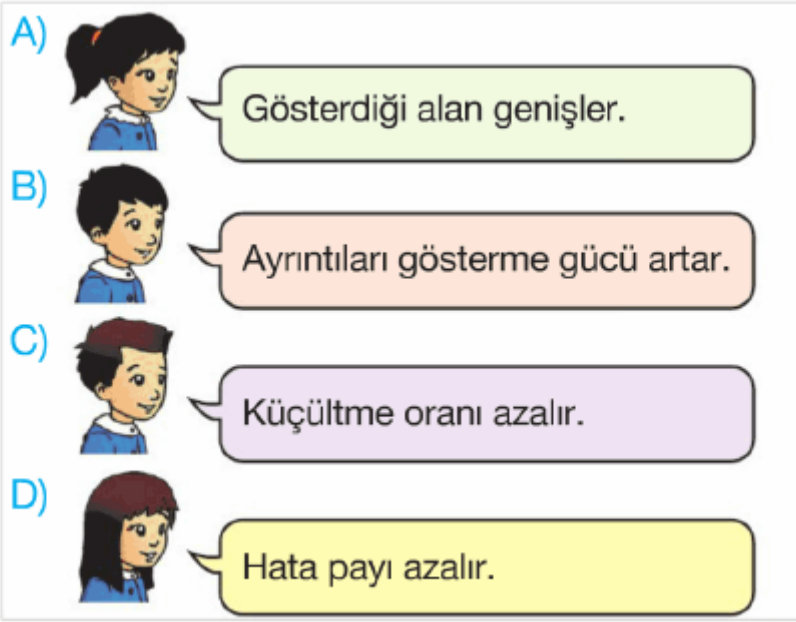 A)
Gösterdiği alan genişler.
B)
Ayrıntıları gösterme gücü artar.
C)
Küçültme oranı azalır.
D)
Hata payı azalır.